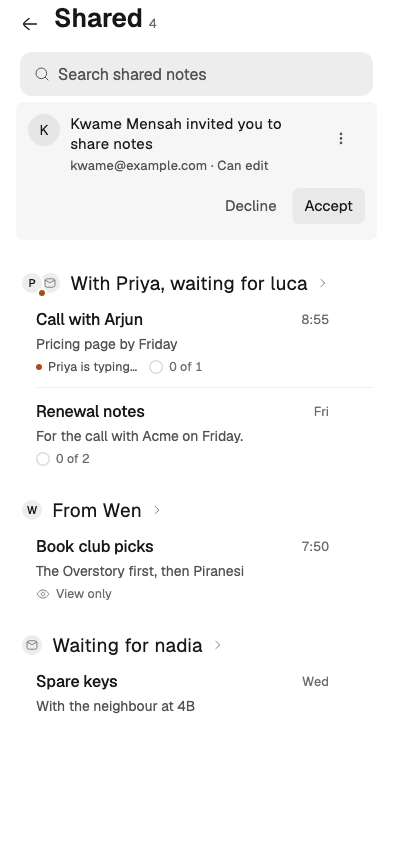 Shared 4
Search shared notes
K
Kwame Mensah invited you to
share notes
kwame@example.com · Can edit
Decline
Accept
P
With Priya, waiting for luca
Call with Arjun
8:55
Pricing page by Friday
Priya is typing...
0 of 1
Renewal notes
Fri
For the call with Acme on Friday.
0 of 2
W
From Wen
Book club picks
7:50
The Overstory first, then Piranesi
View only
Waiting for nadia
Spare keys
Wed
With the neighbour at 4B